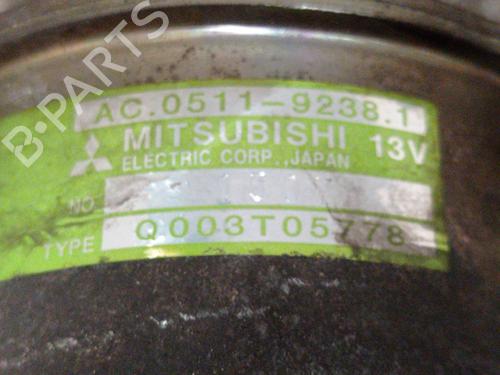 B-PARTS
AC.0511-9238.1
MITSUBISHI 13V
ELECTRIC CORP.,JAPAN
NO
TYPE Q003T05778